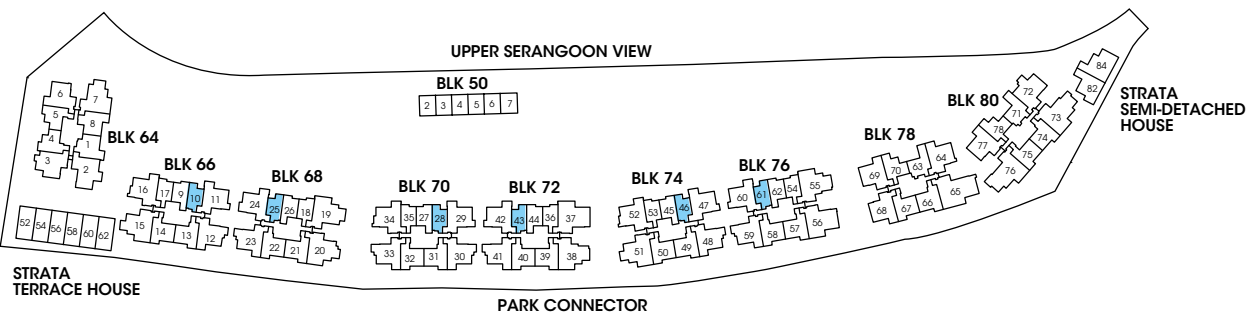 UPPER SERANGOON VIEW
BLK 50
2 3 4 5 6 7
BLK 64
6 7
5 8
4 1
3 2
BLK 66
16 17 9 10 11
15 14 13 12
BLK 68
24 25 26 18 19
23 22 21 20
BLK 70
34 35 27 28 29
33 32 31 30
BLK 72
42 43 44 36 37
41 40 39 38
BLK 74
52 53 45 46 47
51 50 49 48
BLK 76
60 61 62 54 55
59 58 57 56
BLK 78
69 70 63 64
68 67 66 65
BLK 80
72
71 73
78 74
77 75
76
84
82
STRATA
SEMI-DETACHED
HOUSE
52 54 56 58 60 62
STRATA
TERRACE HOUSE
PARK CONNECTOR